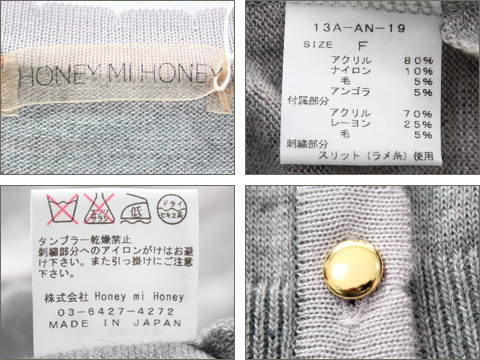 HONEY MI HONEY
13A-AN-19
SIZE F
アクリル 80%
ナイロン 10%
毛 5%
アンゴラ 5%
付属部分
アクリル 70%
レーヨン 25%
毛 5%
刺繍部分
スリット(ラメ糸)使用
低
ドライ
セキユ系
タンブラー乾燥禁止
刺繍部分へのアイロンがけはお避
け下さい。また引っ掛けにご注意
下さい。
株式会社 Honey mi Honey
03-6427-4272
MADE IN JAPAN